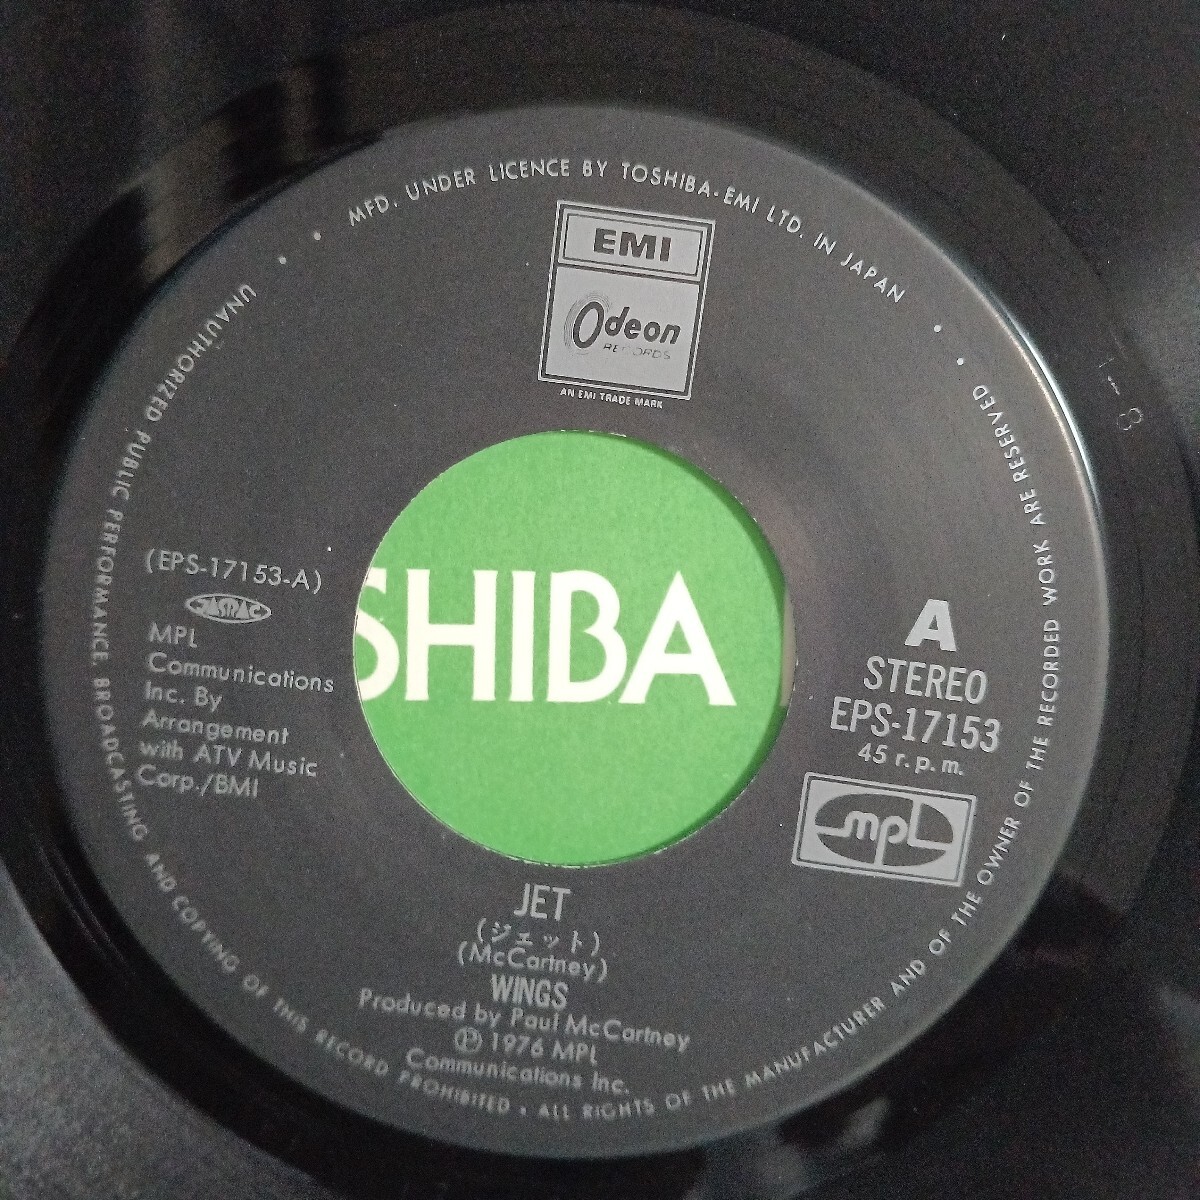 MFD. UNDER LICENCE BY TOSHIBA-EMI LTD. IN JAPAN
EMI
Odeon
RECORDS
AN EMI TRADE MARK
1-8
(EPS-17153-A)
JASRAC
MPL
Communications
Inc. By
Arrangement
with ATV Music
Corp./BMI
SHIBA
A
STEREO
EPS-17153
45 r.p.m.
mpl
JET
(ジェット)
(McCartney)
WINGS
Produced by Paul McCartney
Ⓟ 1976 MPL
Communications Inc.
UNAUTHORIZED PUBLIC PERFORMANCE, BROADCASTING AND COPYING OF THIS RECORD PROHIBITED • ALL RIGHTS OF THE MANUFACTURER AND OF THE OWNER OF THE RECORDED WORK ARE RESERVED